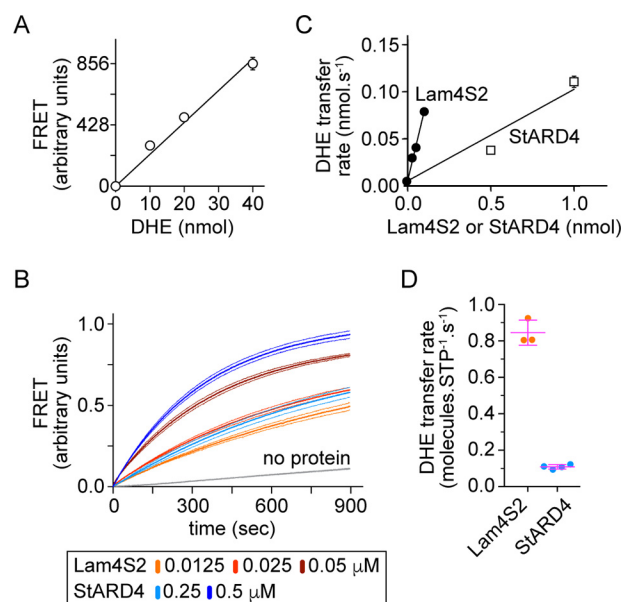 A
FRET
(arbitrary units)
856
428
0
0 10 20 30 40
DHE (nmol)
C
DHE transfer
rate (nmol.s⁻¹)
0.15
0.10
0.05
0.00
Lam4S2
StARD4
0.0 0.5 1.0
Lam4S2 or StARD4 (nmol)
B
FRET
(arbitrary units)
1.0
0.5
0.0
no protein
0 300 600 900
time (sec)
Lam4S2 0.0125 0.025 0.05 μM
StARD4 0.25 0.5 μM
D
DHE transfer rate
(molecules.STP⁻¹.s⁻¹)
1.0
0.8
0.6
0.4
0.2
0.0
Lam4S2
StARD4